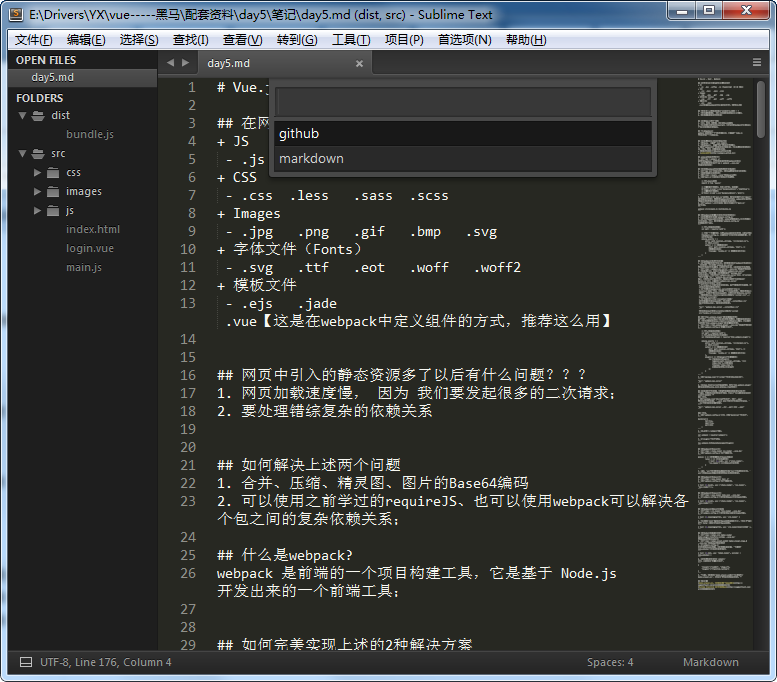 E:\Drivers\YX\vue-----黑马\配套资料\day5\笔记\day5.md (dist, src) - Sublime Text
文件(F) 编辑(E) 选择(S) 查找(I) 查看(V) 转到(G) 工具(T) 项目(P) 首选项(N) 帮助(H)
OPEN FILES
day5.md
FOLDERS
dist
bundle.js
src
css
images
js
index.html
login.vue
main.js
day5.md
github
markdown
1 # Vue.
2
3 ## 在网
4 + JS
5 - .js
6 + CSS
7 - .css .less .sass .scss
8 + Images
9 - .jpg .png .gif .bmp .svg
10 + 字体文件（Fonts）
11 - .svg .ttf .eot .woff .woff2
12 + 模板文件
13 - .ejs .jade
.vue【这是在webpack中定义组件的方式，推荐这么用】
14
15
16 ## 网页中引入的静态资源多了以后有什么问题？？？
17 1. 网页加载速度慢， 因为 我们要发起很多的二次请求；
18 2. 要处理错综复杂的依赖关系
19
20
21 ## 如何解决上述两个问题
22 1. 合并、压缩、精灵图、图片的Base64编码
23 2. 可以使用之前学过的requireJS、也可以使用webpack可以解决各
个包之间的复杂依赖关系；
24
25 ## 什么是webpack?
26 webpack 是前端的一个项目构建工具，它是基于 Node.js
开发出来的一个前端工具；
27
28
29 ## 如何完美实现上述的2种解决方案
UTF-8, Line 176, Column 4
Spaces: 4
Markdown